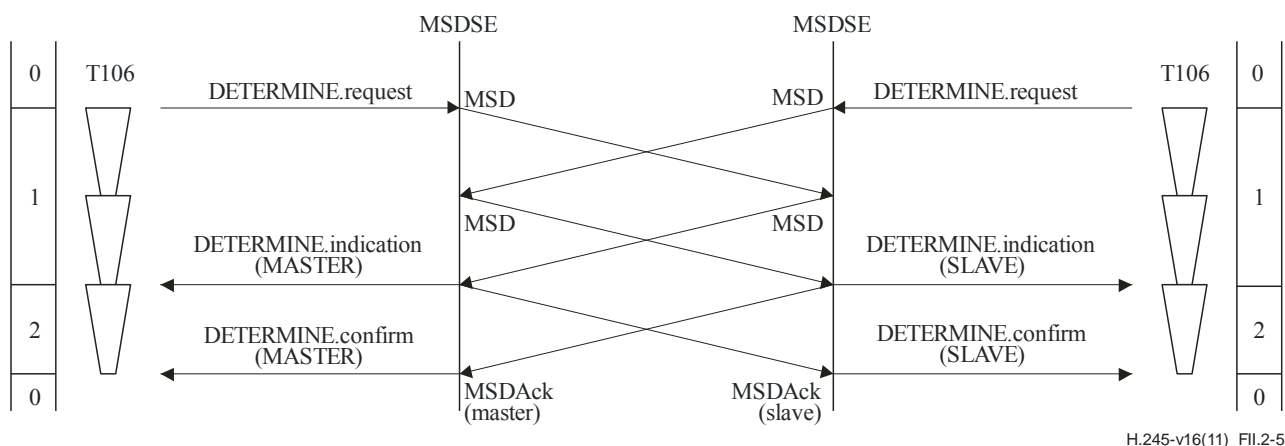 MSDSE MSDSE
0 T106 T106 0
DETERMINE.request MSD MSD DETERMINE.request
1 1
MSD MSD
DETERMINE.indication DETERMINE.indication
(MASTER) (SLAVE)
2 DETERMINE.confirm DETERMINE.confirm 2
(MASTER) (SLAVE)
0 MSDAck MSDAck 0
(master) (slave)
H.245-v16(11)_FII.2-5